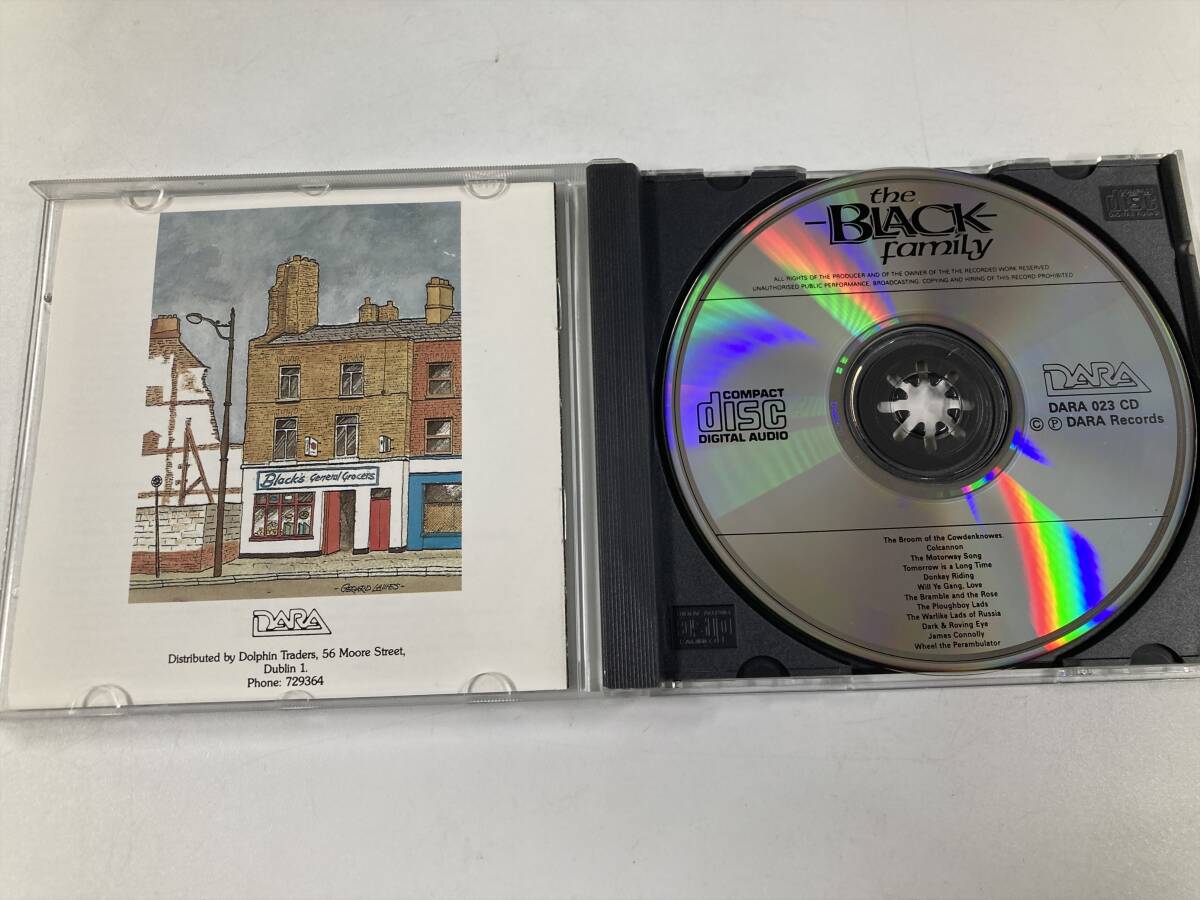 Black's General Grocers
-GERARD
DARA
Distributed by Dolphin Traders, 56 Moore Street,
Dublin 1.
Phone: 729364
the
-BLACK-
family
ALL RIGHTS OF THE PRODUCER AND OF THE OWNER OF THE THE RECORDED WORK RESERVED
UNAUTHORISED PUBLIC PERFORMANCE, BROADCASTING, COPYING AND HIRING OF THIS RECORD PROHIBITED
COMPACT
disc
DIGITAL AUDIO
DARA
DARA 023 CD
© ℗ DARA Records
The Broom of the Cowdenknowes.
Colcannon
The Motorway Song
Tomorrow is a Long Time
Donkey Riding
Will Ye Gang, Love
The Bramble and the Rose
The Ploughboy Lads
The Warlike Lads of Russia
Dark & Roving Eye
James Connolly
Wheel the Perambulator